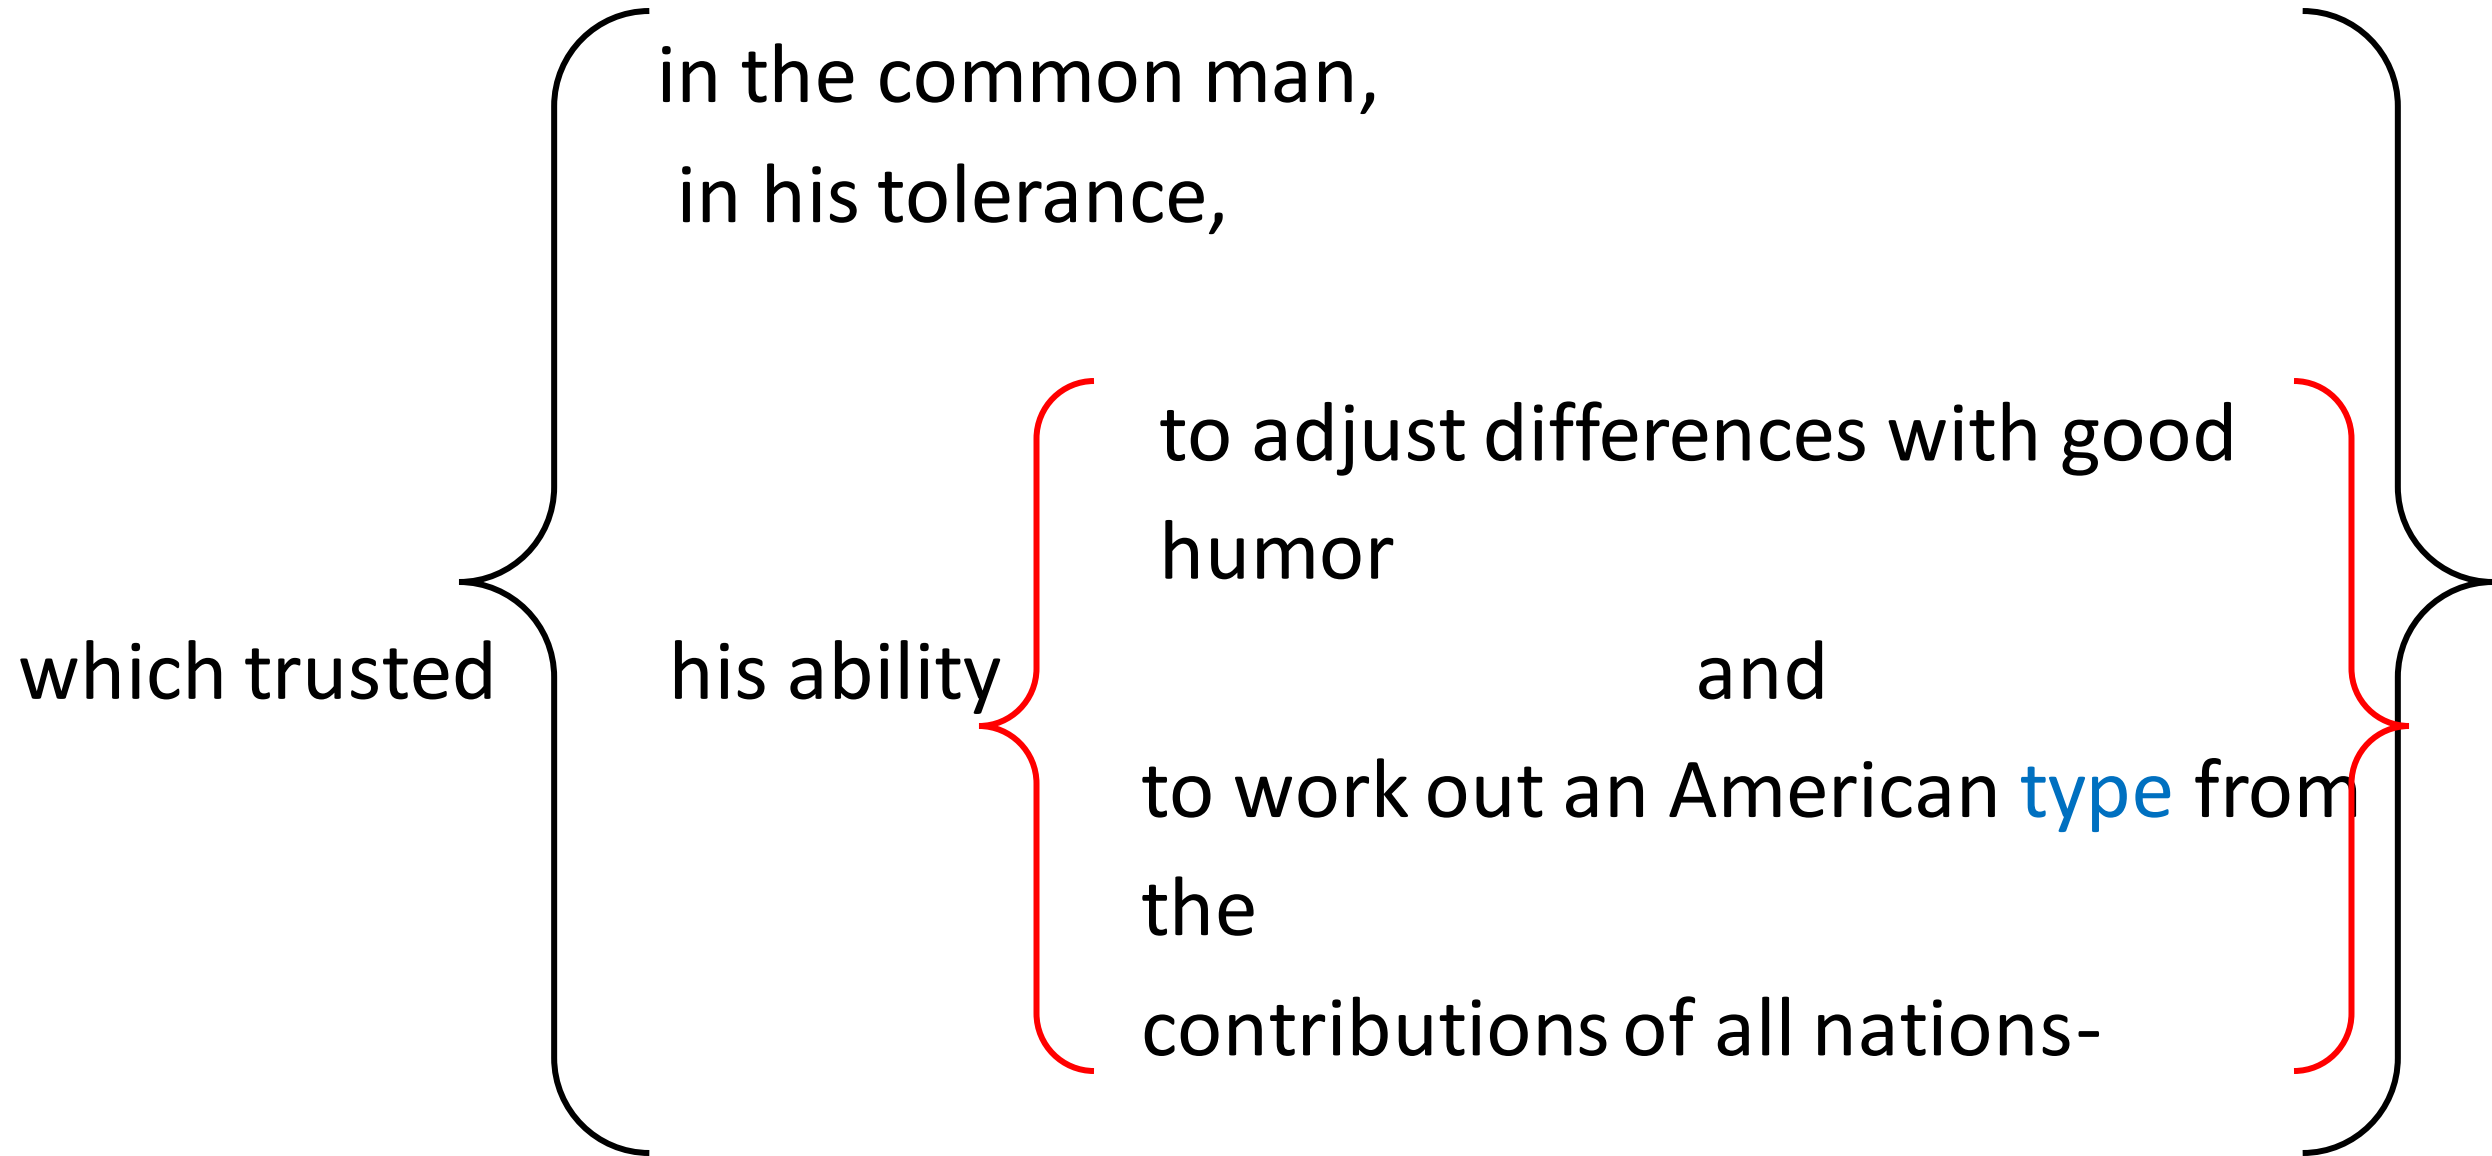 in the common man,
in his tolerance,
to adjust differences with good
humor
which trusted his ability and
to work out an American type from
the
contributions of all nations-